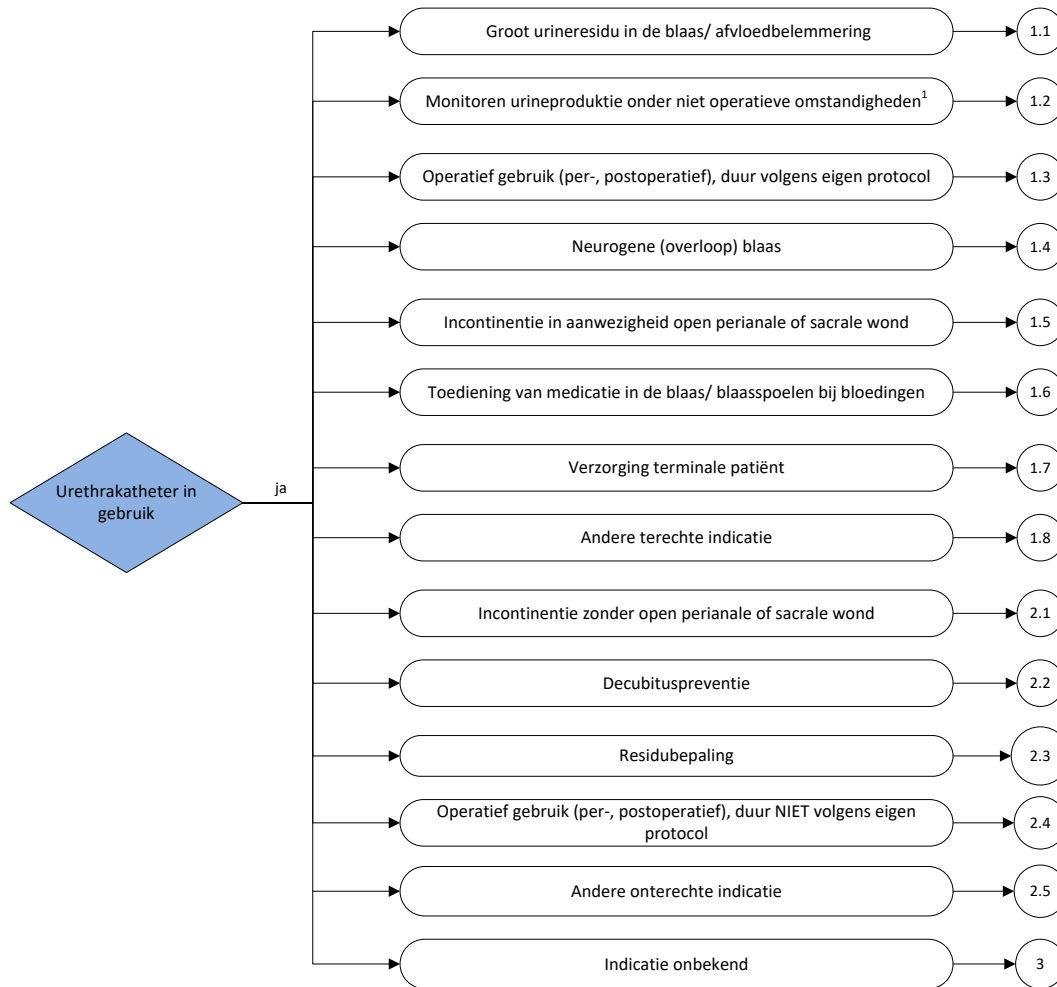 Groot urineresidu in de blaas/ afvloedbelemmering
1.1
Monitoren urineproduktie onder niet operatieve omstandigheden¹
1.2
Operatief gebruik (per-, postoperatief), duur volgens eigen protocol
1.3
Neurogene (overloop) blaas
1.4
Incontinentie in aanwezigheid open perianale of sacrale wond
1.5
Toediening van medicatie in de blaas/ blaasspoelen bij bloedingen
1.6
Verzorging terminale patiënt
1.7
Urethrakatheter in
gebruik
ja
Andere terechte indicatie
1.8
Incontinentie zonder open perianale of sacrale wond
2.1
Decubituspreventie
2.2
Residubepaling
2.3
Operatief gebruik (per-, postoperatief), duur NIET volgens eigen
protocol
2.4
Andere onterechte indicatie
2.5
Indicatie onbekend
3